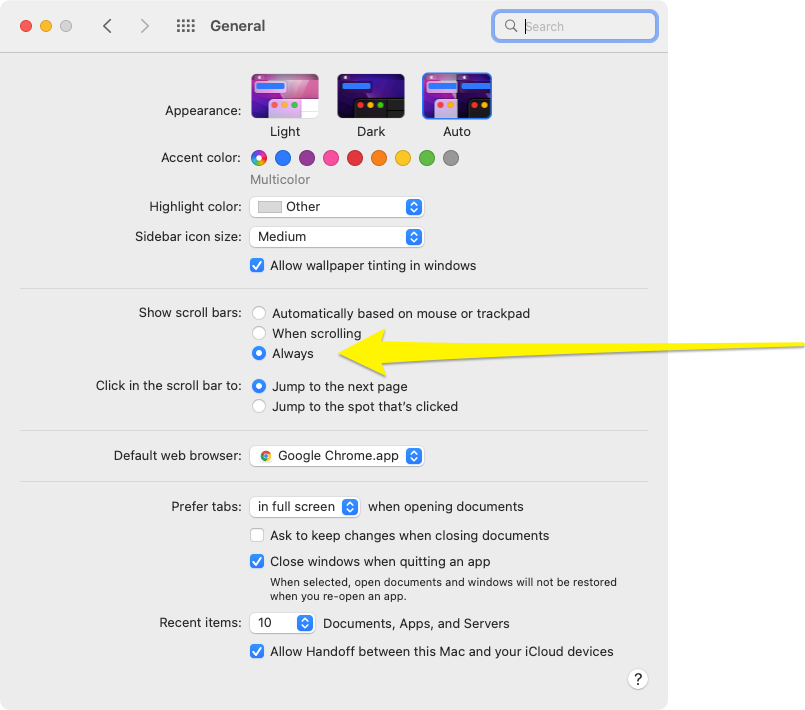 General
Search
Appearance:
Light
Dark
Auto
Accent color:
Multicolor
Highlight color: Other
Sidebar icon size: Medium
Allow wallpaper tinting in windows
Show scroll bars: Automatically based on mouse or trackpad
When scrolling
Always
Click in the scroll bar to: Jump to the next page
Jump to the spot that's clicked
Default web browser: Google Chrome.app
Prefer tabs: in full screen when opening documents
Ask to keep changes when closing documents
Close windows when quitting an app
When selected, open documents and windows will not be restored
when you re-open an app.
Recent items: 10 Documents, Apps, and Servers
Allow Handoff between this Mac and your iCloud devices
?